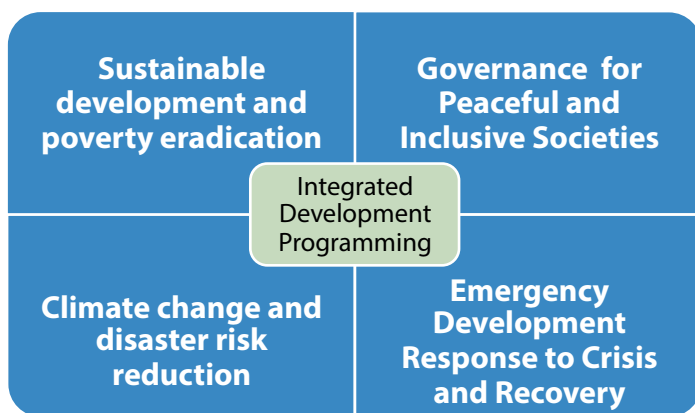 Sustainable
development and
poverty eradication
Governance for
Peaceful and
Inclusive Societies
Integrated
Development
Programming
Climate change and
disaster risk
reduction
Emergency
Development
Response to Crisis
and Recovery